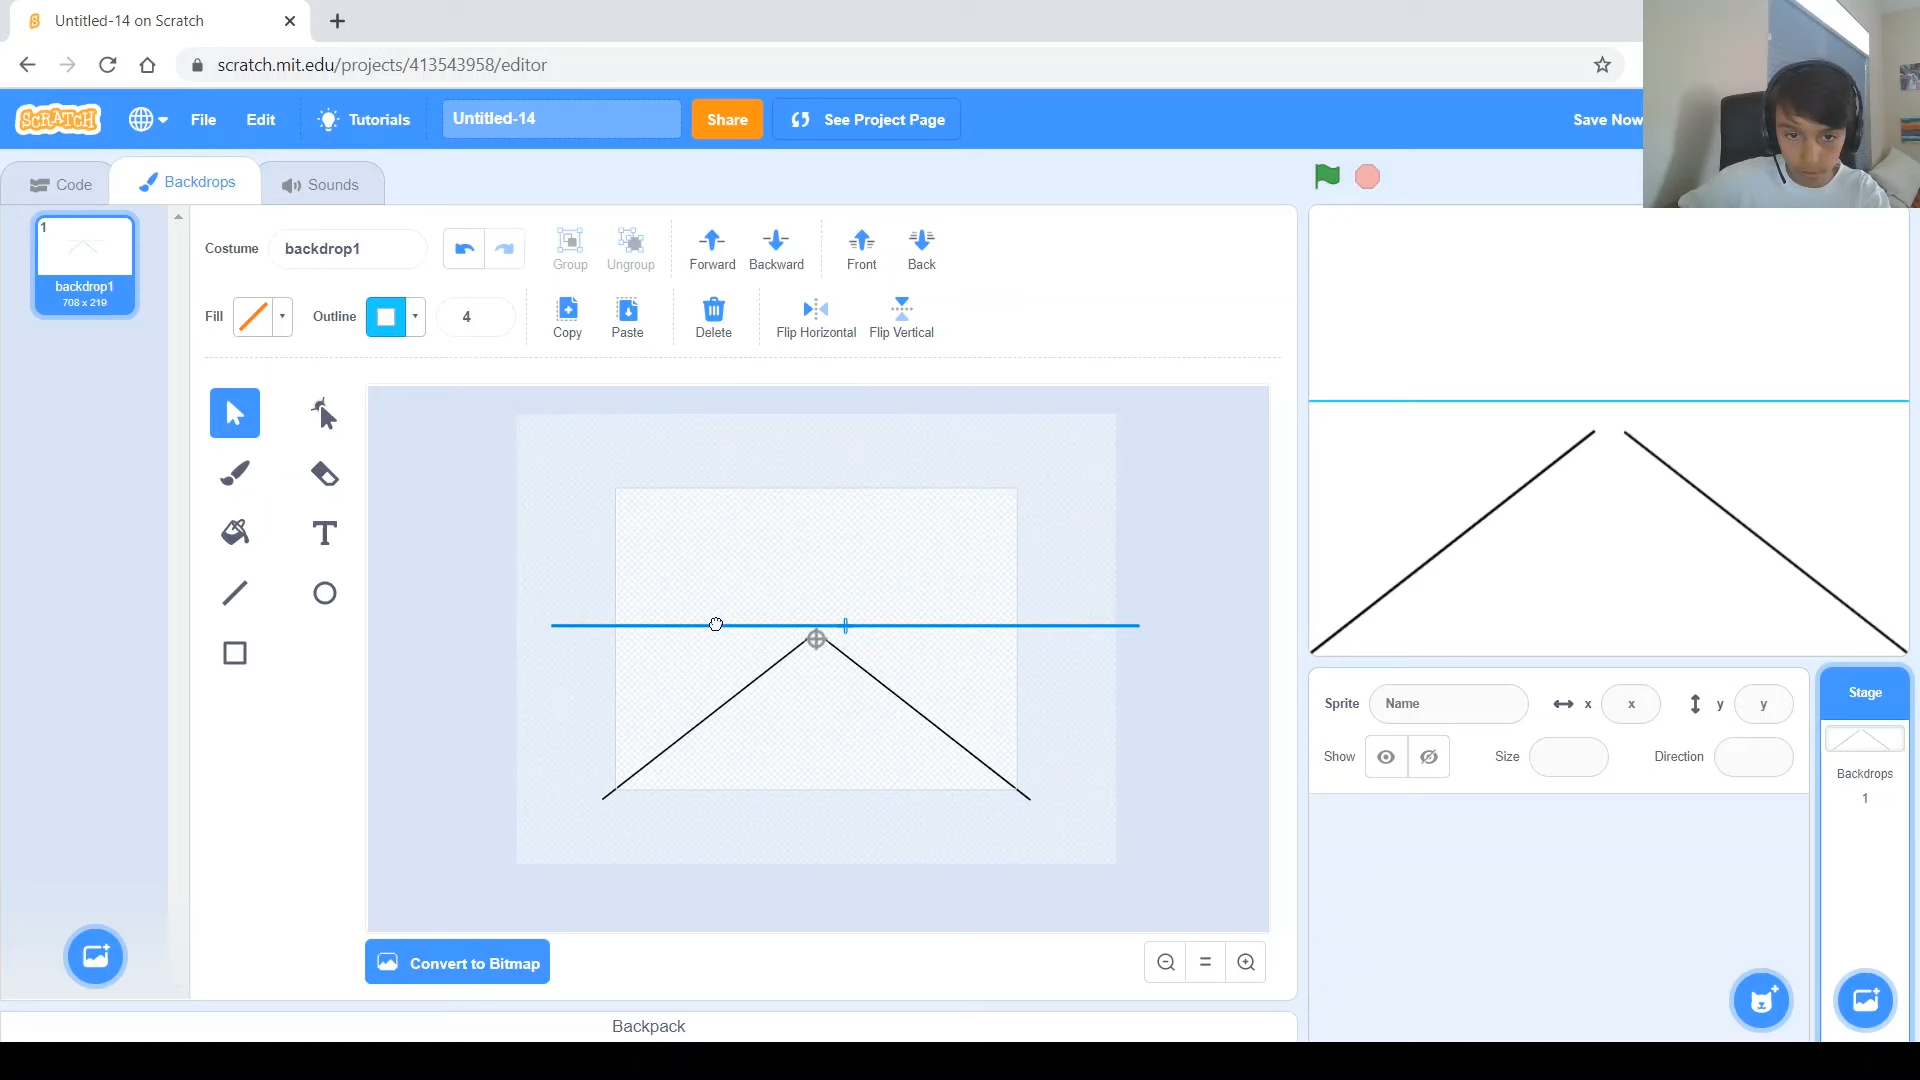 Untitled-14 on Scratch
scratch.mit.edu/projects/413543958/editor
SCRATCH
File
Edit
Tutorials
Untitled-14
Share
See Project Page
Save Now
Code
Backdrops
Sounds
1
backdrop1
708 x 219
Costume
backdrop1
Group
Ungroup
Forward
Backward
Front
Back
Fill
Outline
4
Copy
Paste
Delete
Flip Horizontal
Flip Vertical
T
Convert to Bitmap
Backpack
Sprite
Name
x
x
y
y
Show
Size
Direction
Stage
Backdrops
1